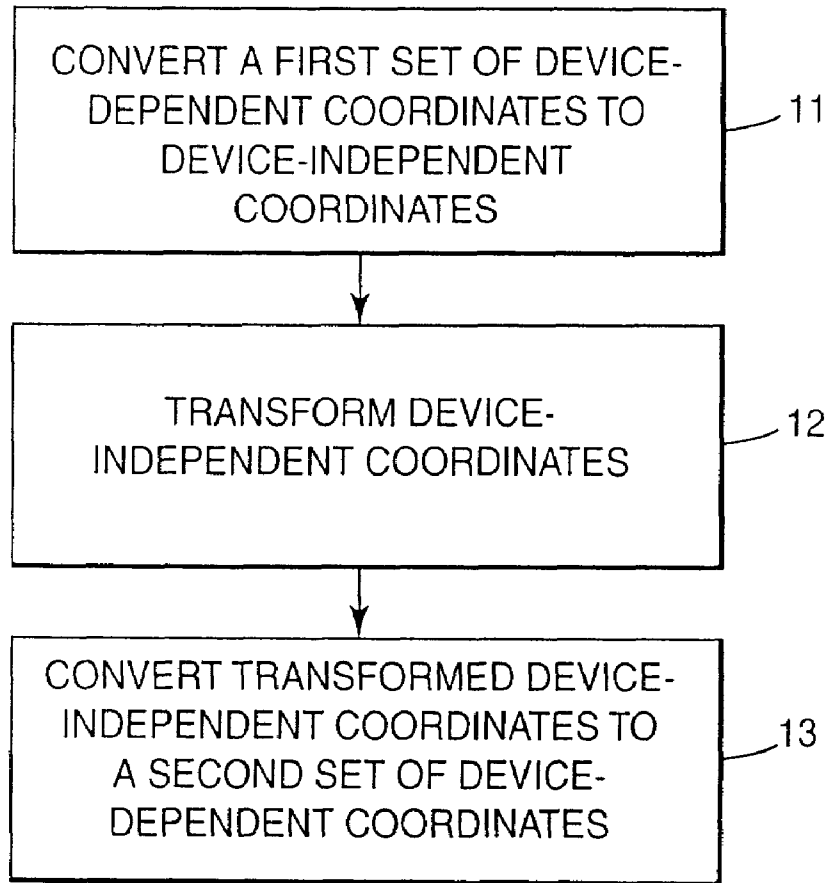 CONVERT A FIRST SET OF DEVICE-
DEPENDENT COORDINATES TO
DEVICE-INDEPENDENT
COORDINATES
11
TRANSFORM DEVICE-
INDEPENDENT COORDINATES
12
CONVERT TRANSFORMED DEVICE-
INDEPENDENT COORDINATES TO
A SECOND SET OF DEVICE-
DEPENDENT COORDINATES
13